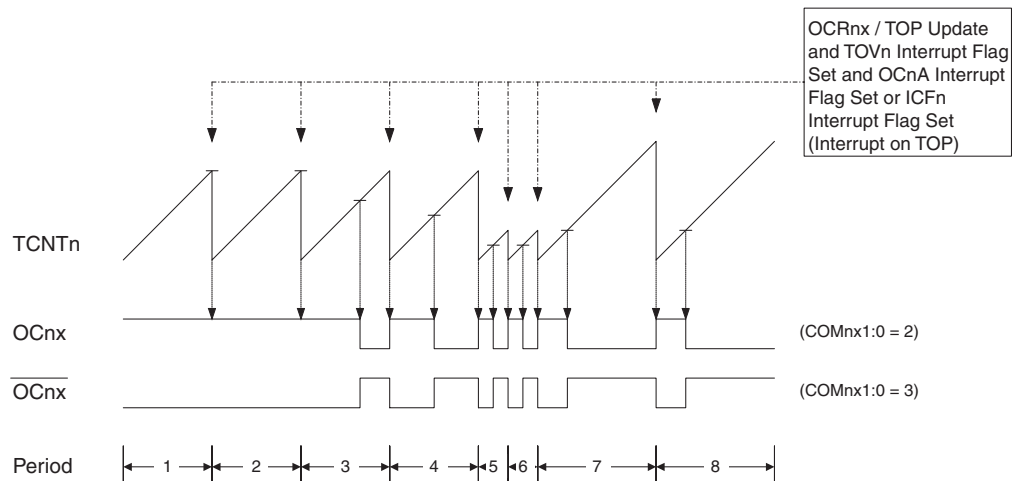 OCRnx / TOP Update
and TOVn Interrupt Flag
Set and OCnA Interrupt
Flag Set or ICFn
Interrupt Flag Set
(Interrupt on TOP)
TCNTn
OCnx
(COMnx1:0 = 2)
OCnx
(COMnx1:0 = 3)
Period
1
2
3
4
5
6
7
8